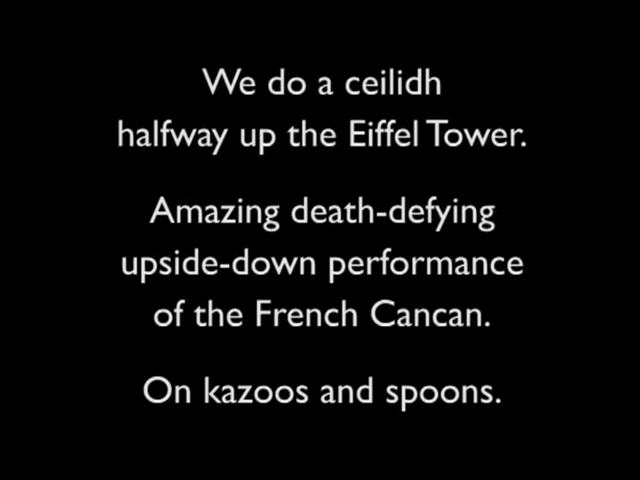 We do a ceilidh
halfway up the Eiffel Tower.
Amazing death-defying
upside-down performance
of the French Cancan.
On kazoos and spoons.